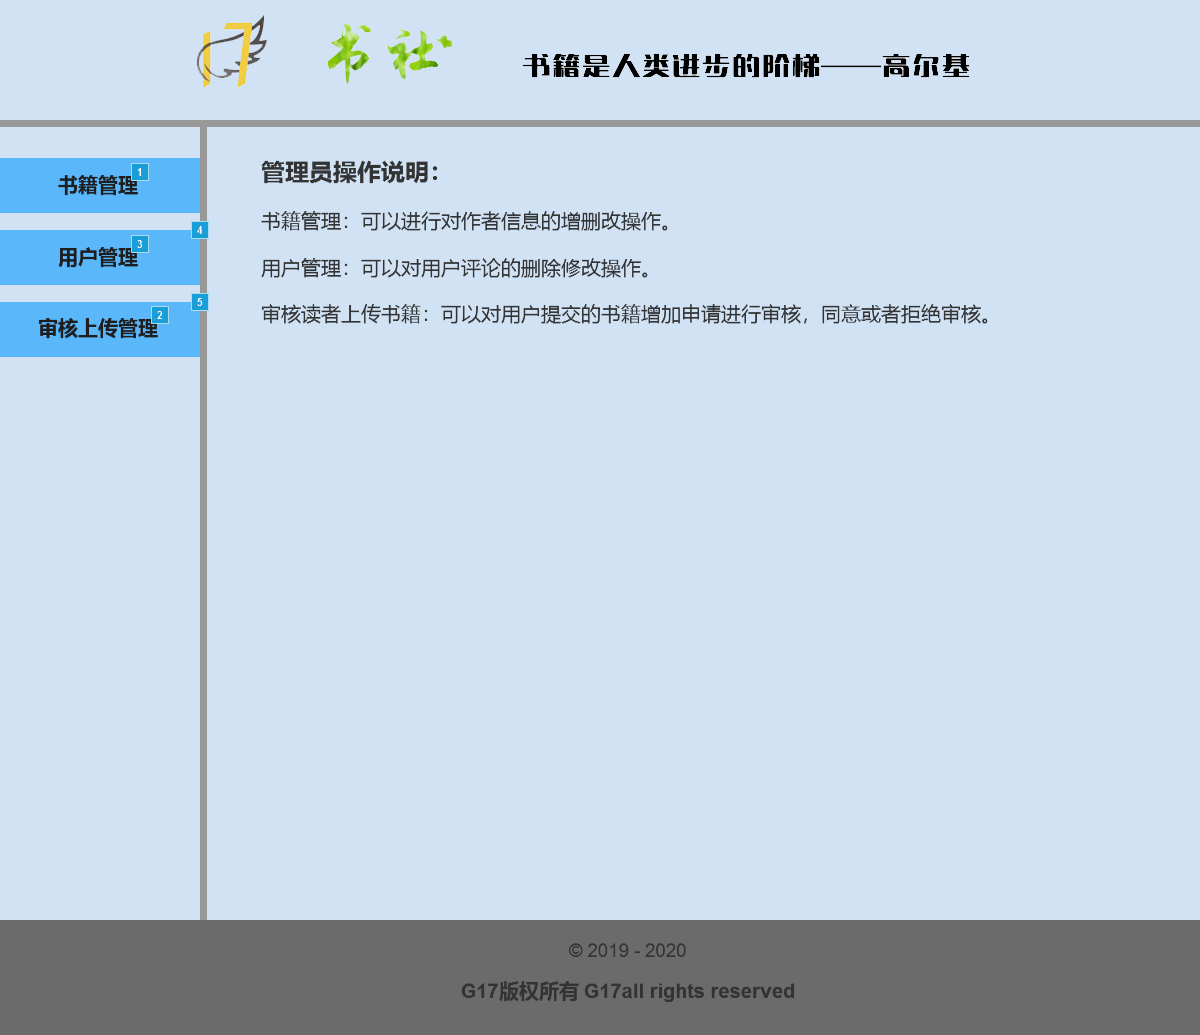 17
书社
书籍是人类进步的阶梯——高尔基
书籍管理
1
用户管理
3
4
审核上传管理
2
5
管理员操作说明：
书籍管理：可以进行对作者信息的增删改操作。
用户管理：可以对用户评论的删除修改操作。
审核读者上传书籍：可以对用户提交的书籍增加申请进行审核，同意或者拒绝审核。
© 2019 - 2020
G17版权所有 G17all rights reserved